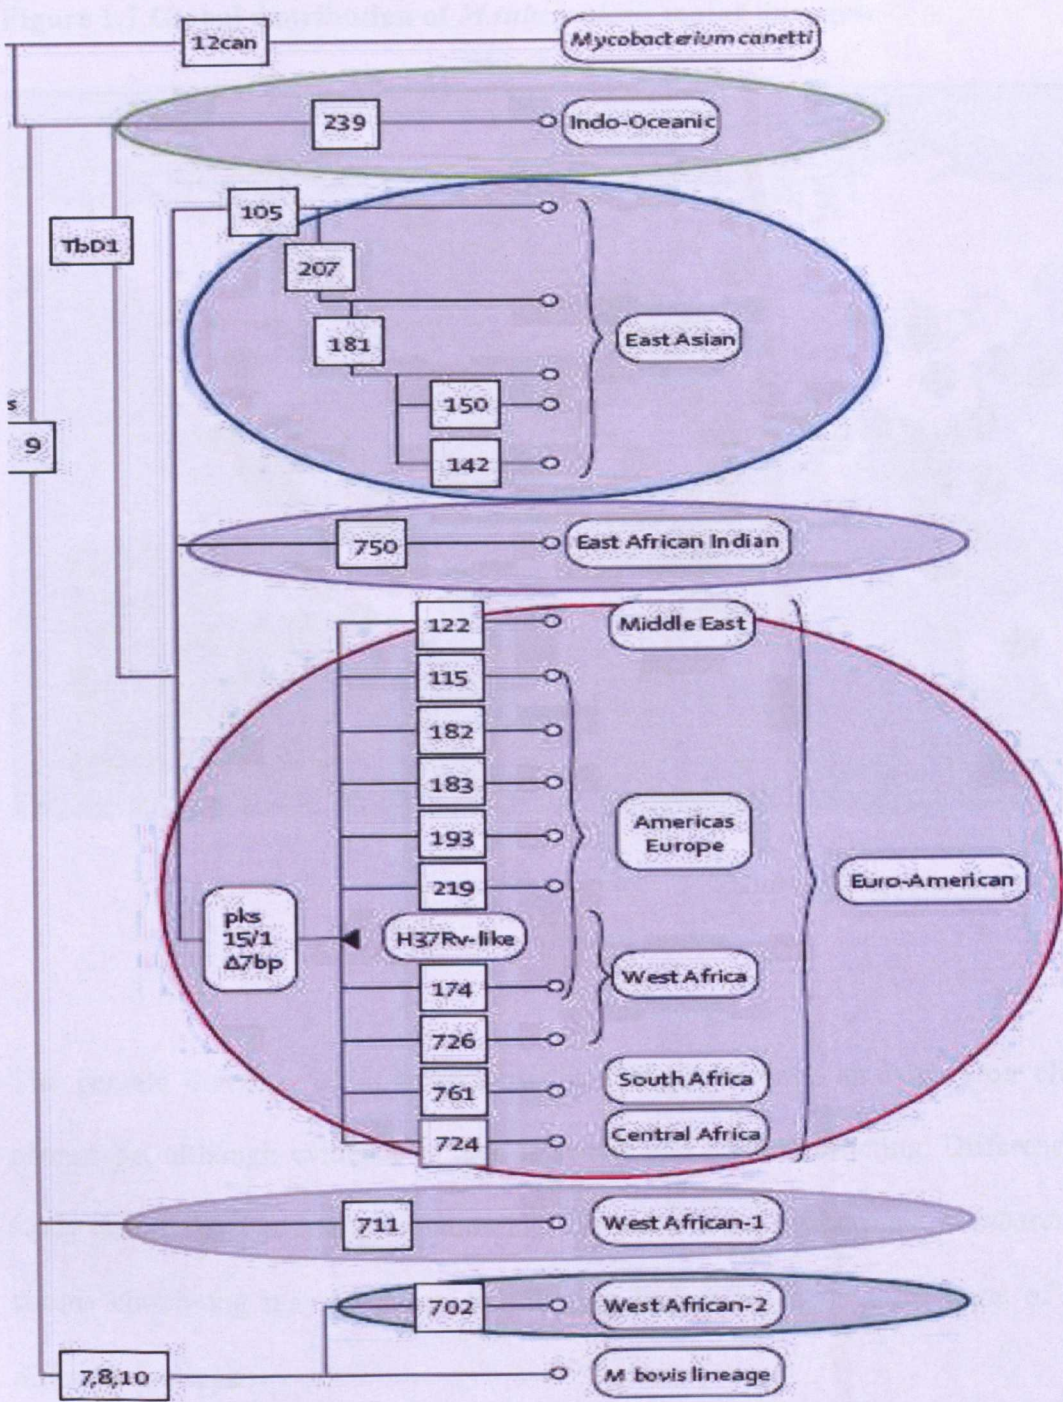 12can
Mycobacterium canetti
239
Indo-Oceanic
105
TbD1
207
181
East Asian
150
s
9
142
750
East African Indian
122
Middle East
115
182
183
193
Americas
Europe
219
Euro-American
pks
15/1
Δ7bp
H37Rv-like
174
West Africa
726
761
South Africa
724
Central Africa
711
West African-1
702
West African-2
7,8,10
M bovis lineage